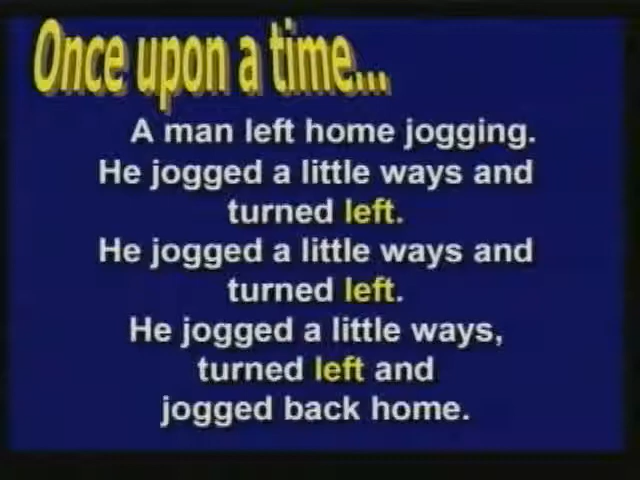 Once upon a time...
A man left home jogging.
He jogged a little ways and
turned left.
He jogged a little ways and
turned left.
He jogged a little ways,
turned left and
jogged back home.